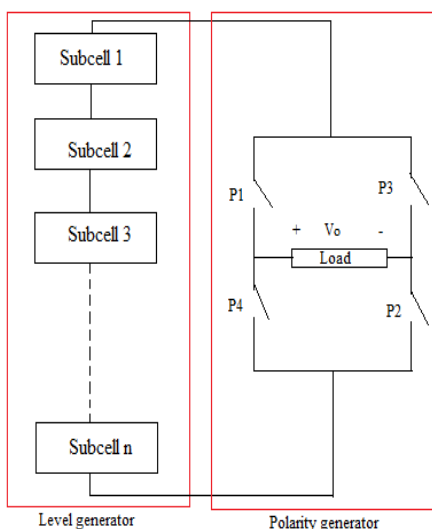 Subcell 1
Subcell 2
Subcell 3
Subcell n
Level generator
P1
P3
+ Vo -
Load
P4
P2
Polarity generator